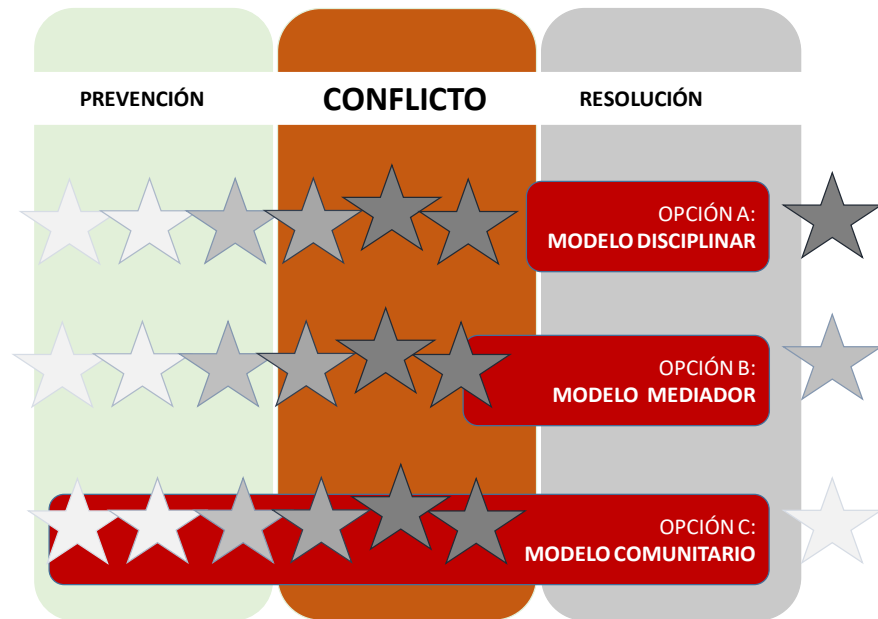 PREVENCIÓN
CONFLICTO
RESOLUCIÓN
OPCIÓN A:
MODELO DISCIPLINAR
OPCIÓN B:
MODELO MEDIADOR
OPCIÓN C:
MODELO COMUNITARIO